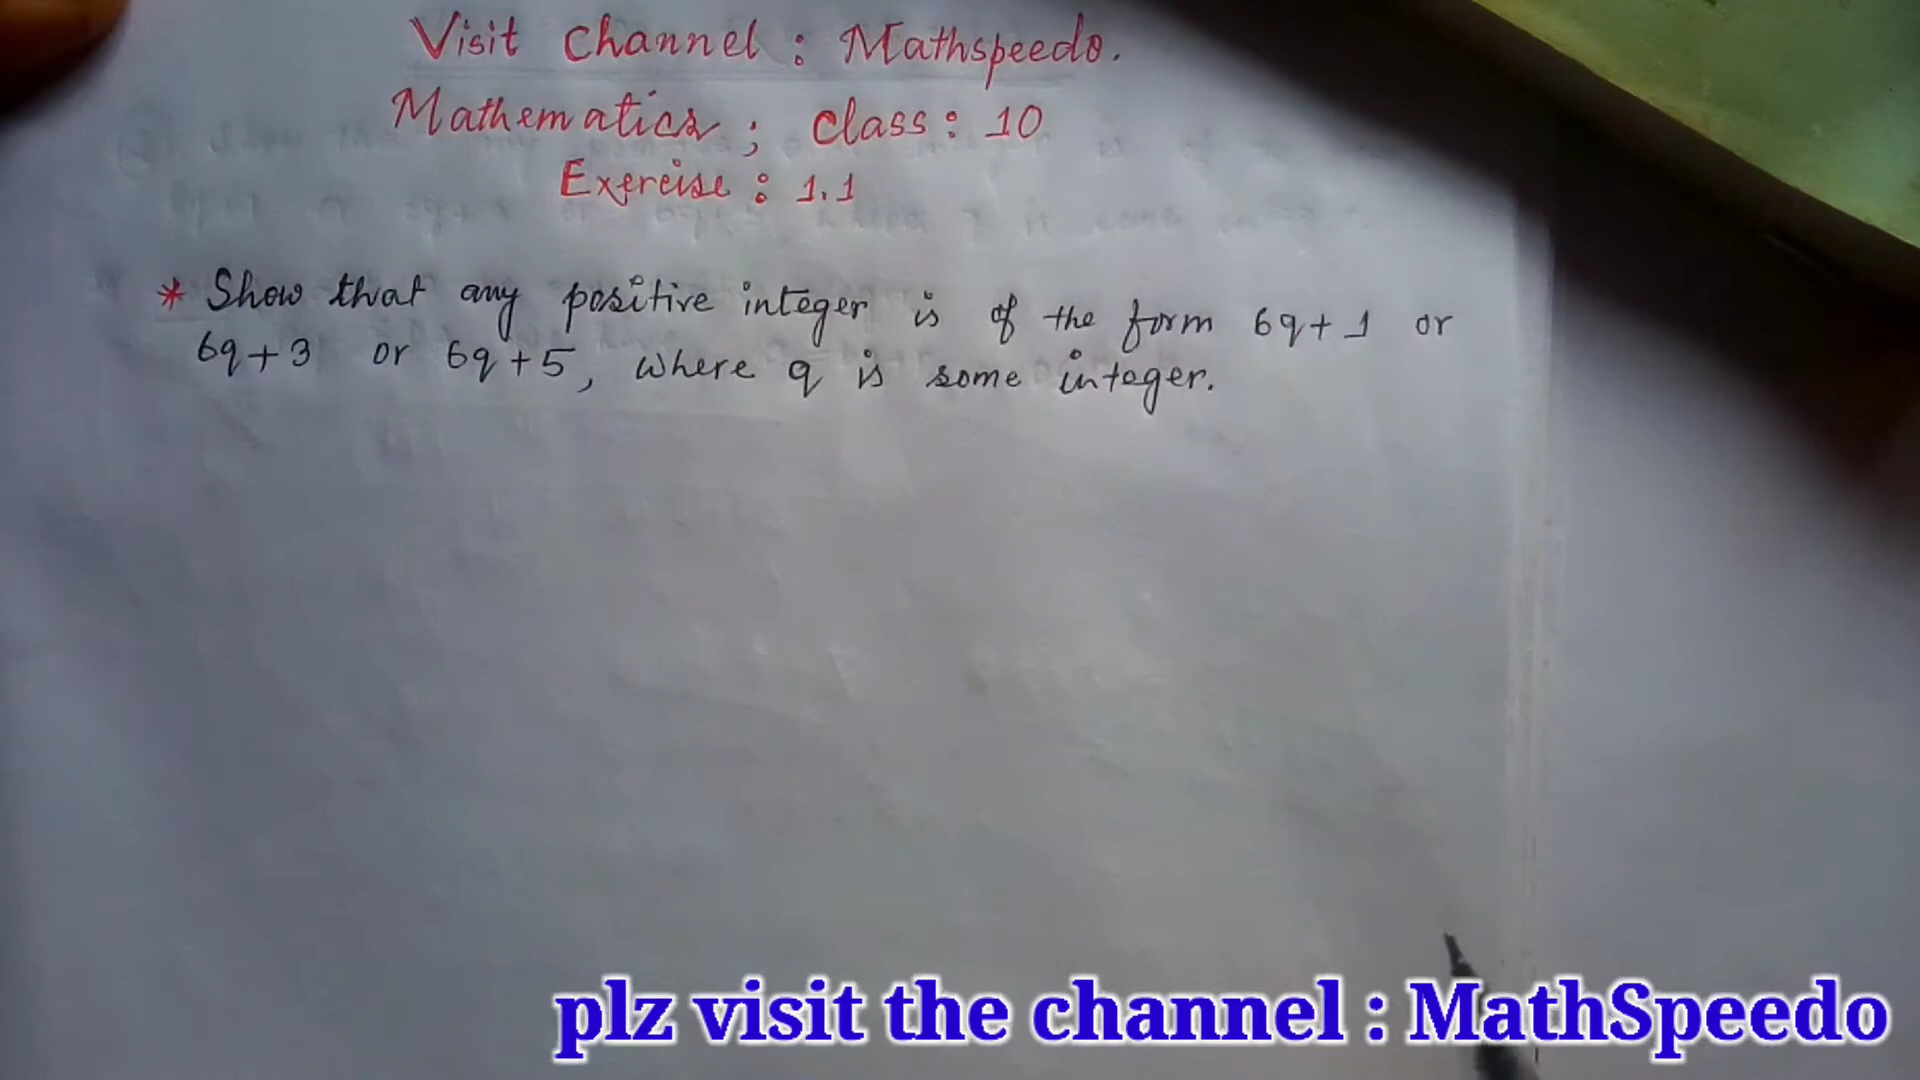 Visit Channel : Mathspeedo.
Mathematics ; Class : 10
Exercise : 1.1
* Show that any positive integer is of the form 6q+1 or
6q+3 or 6q+5, where q is some integer.
plz visit the channel : MathSpeedo